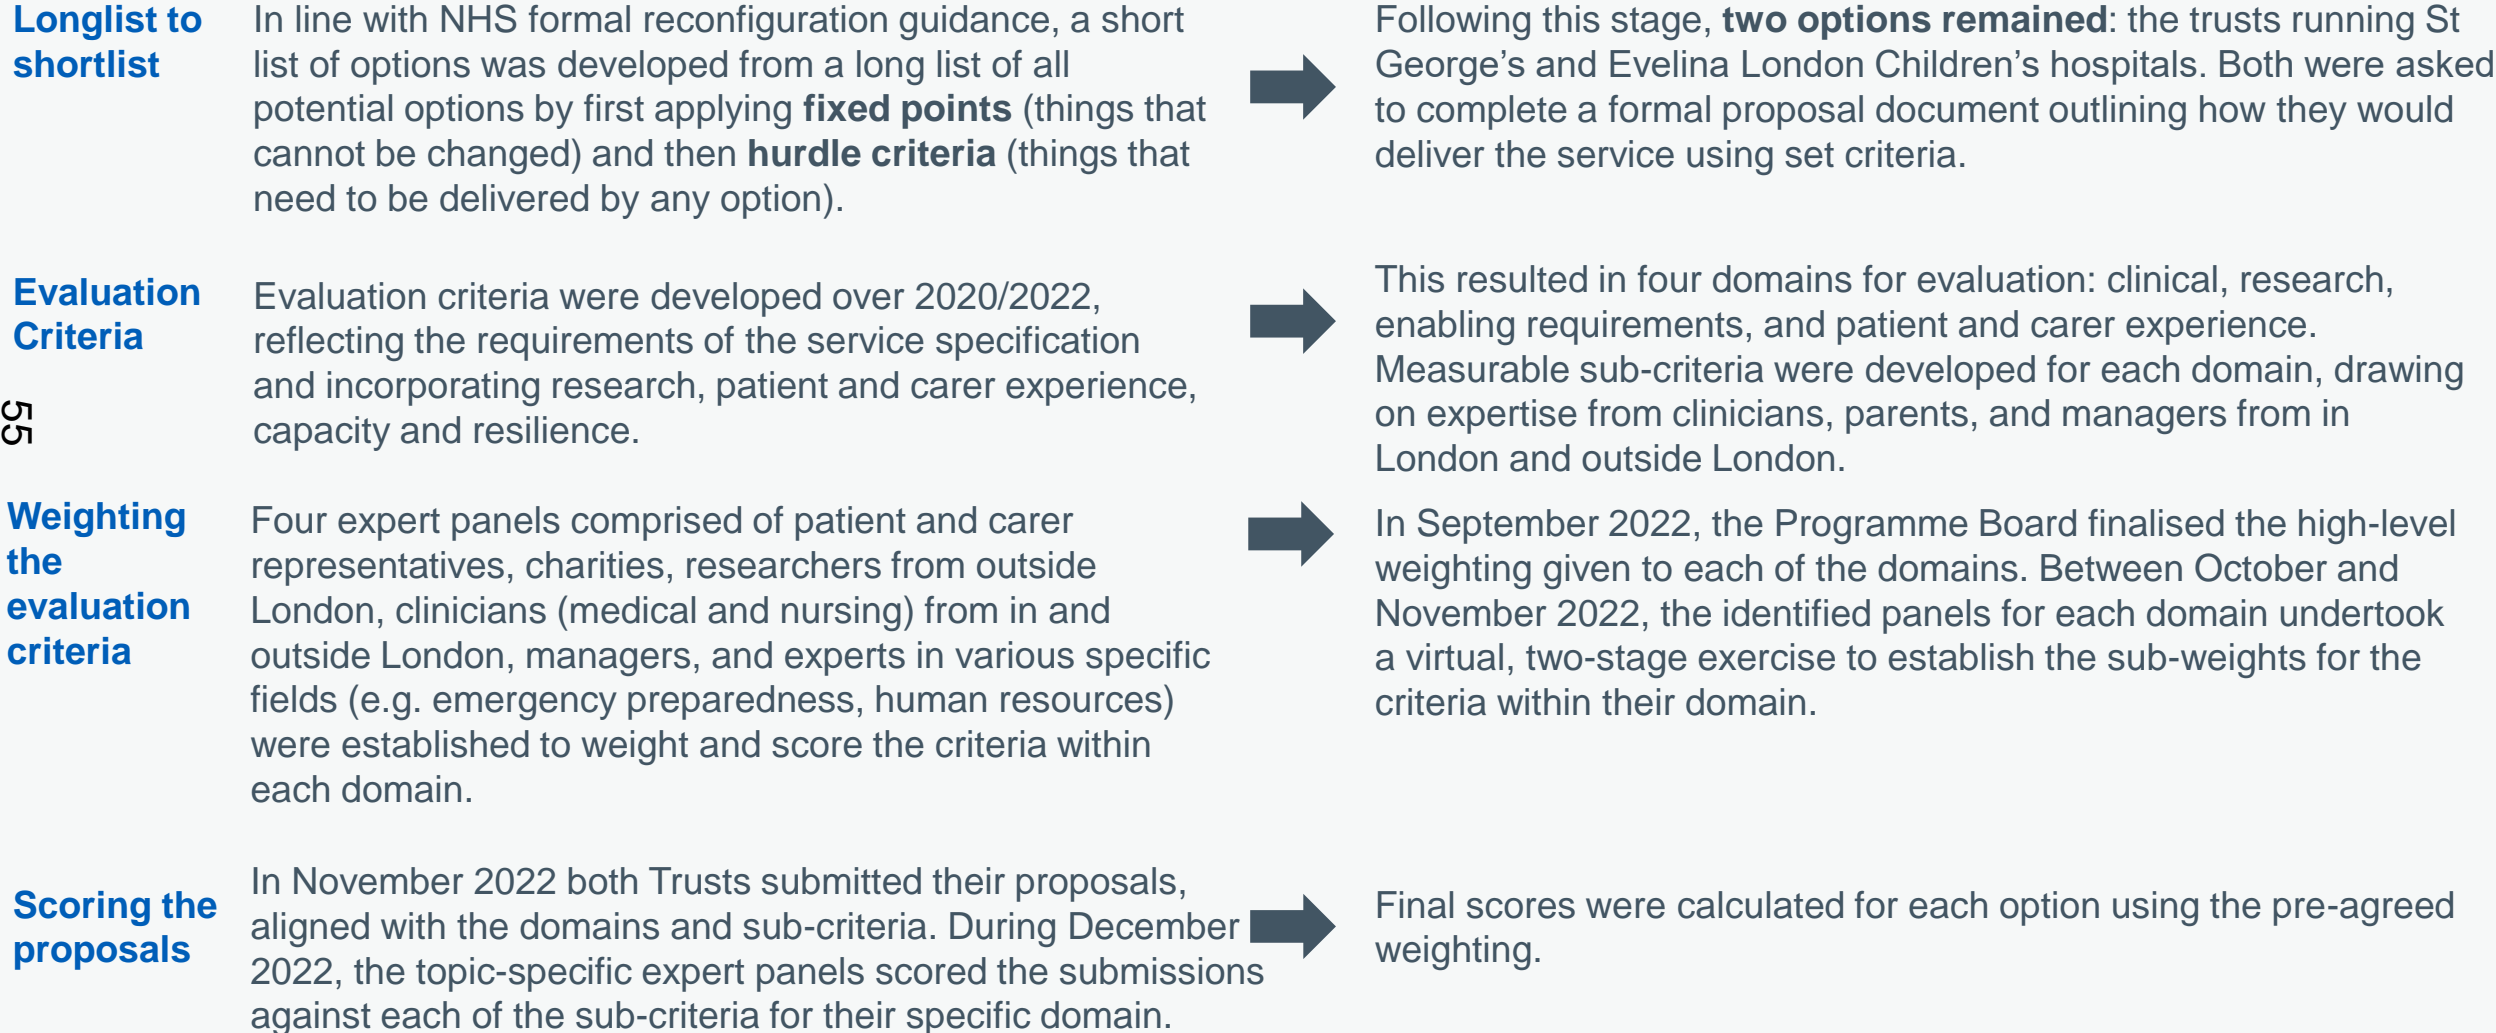 Longlist to
shortlist
In line with NHS formal reconfiguration guidance, a short
list of options was developed from a long list of all
potential options by first applying fixed points (things that
cannot be changed) and then hurdle criteria (things that
need to be delivered by any option).
Following this stage, two options remained: the trusts running St
George’s and Evelina London Children’s hospitals. Both were asked
to complete a formal proposal document outlining how they would
deliver the service using set criteria.
Evaluation
Criteria
Evaluation criteria were developed over 2020/2022,
reflecting the requirements of the service specification
and incorporating research, patient and carer experience,
capacity and resilience.
This resulted in four domains for evaluation: clinical, research,
enabling requirements, and patient and carer experience.
Measurable sub-criteria were developed for each domain, drawing
on expertise from clinicians, parents, and managers from in
London and outside London.
55
Weighting
the
evaluation
criteria
Four expert panels comprised of patient and carer
representatives, charities, researchers from outside
London, clinicians (medical and nursing) from in and
outside London, managers, and experts in various specific
fields (e.g. emergency preparedness, human resources)
were established to weight and score the criteria within
each domain.
In September 2022, the Programme Board finalised the high-level
weighting given to each of the domains. Between October and
November 2022, the identified panels for each domain undertook
a virtual, two-stage exercise to establish the sub-weights for the
criteria within their domain.
Scoring the
proposals
In November 2022 both Trusts submitted their proposals,
aligned with the domains and sub-criteria. During December
2022, the topic-specific expert panels scored the submissions
against each of the sub-criteria for their specific domain.
Final scores were calculated for each option using the pre-agreed
weighting.